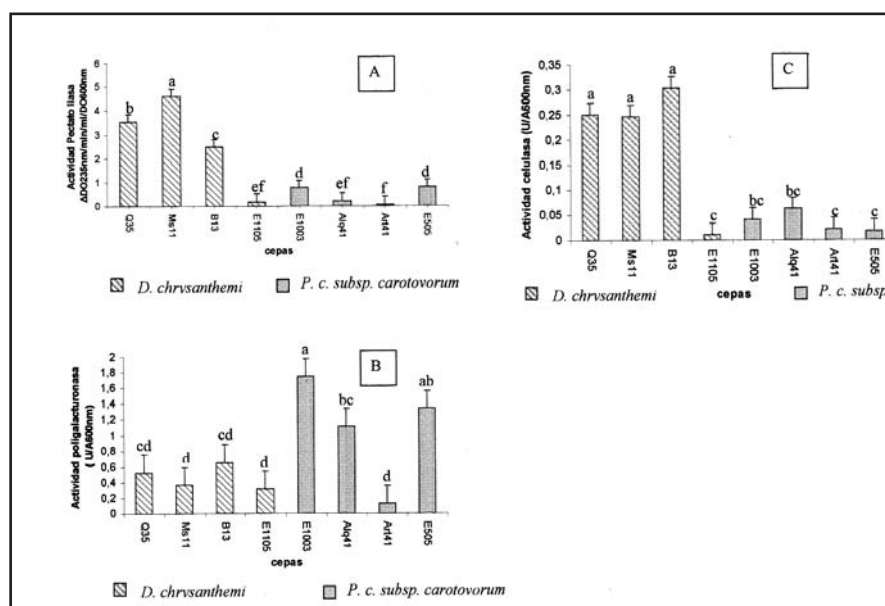 A
Actividad Pectato liasa
ΔDO235nm/min/ml/DO600nm
6
5
4
3
2
1
0
b
a
c
ef
d
ef
f
d
Q35
Ms11
B13
E1105
E1003
Alq41
Art41
E505
cepas
D. chrysanthemi
P. c. subsp. carotovorum
C
Actividad celulasa (U/A600nm)
0,35
0,3
0,25
0,2
0,15
0,1
0,05
0
a
a
a
c
bc
bc
c
c
Q35
Ms11
B13
E1105
E1003
Alq41
Art41
E505
cepas
D. chrysanthemi
P. c. subsp
B
Actividad poligalacturonasa
( U/A600nm)
2
1,8
1,6
1,4
1,2
1
0,8
0,6
0,4
0,2
0
cd
d
cd
d
a
bc
d
ab
Q35
Ms11
B13
E1105
E1003
Alq41
Art41
E505
cepas
D. chrysanthemi
P. c. subsp. carotovorum